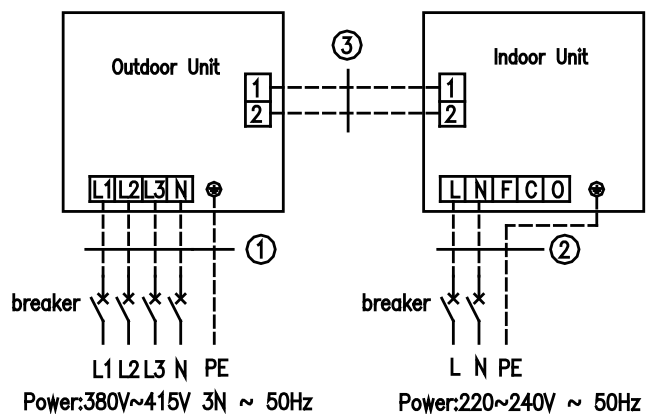 ③
Outdoor Unit
Indoor Unit
1
1
2
2
L1 L2 L3 N
L N F C O
①
②
breaker
breaker
L1 L2 L3 N PE
L N PE
Power:380V~415V 3N ~ 50Hz
Power:220~240V ~ 50Hz